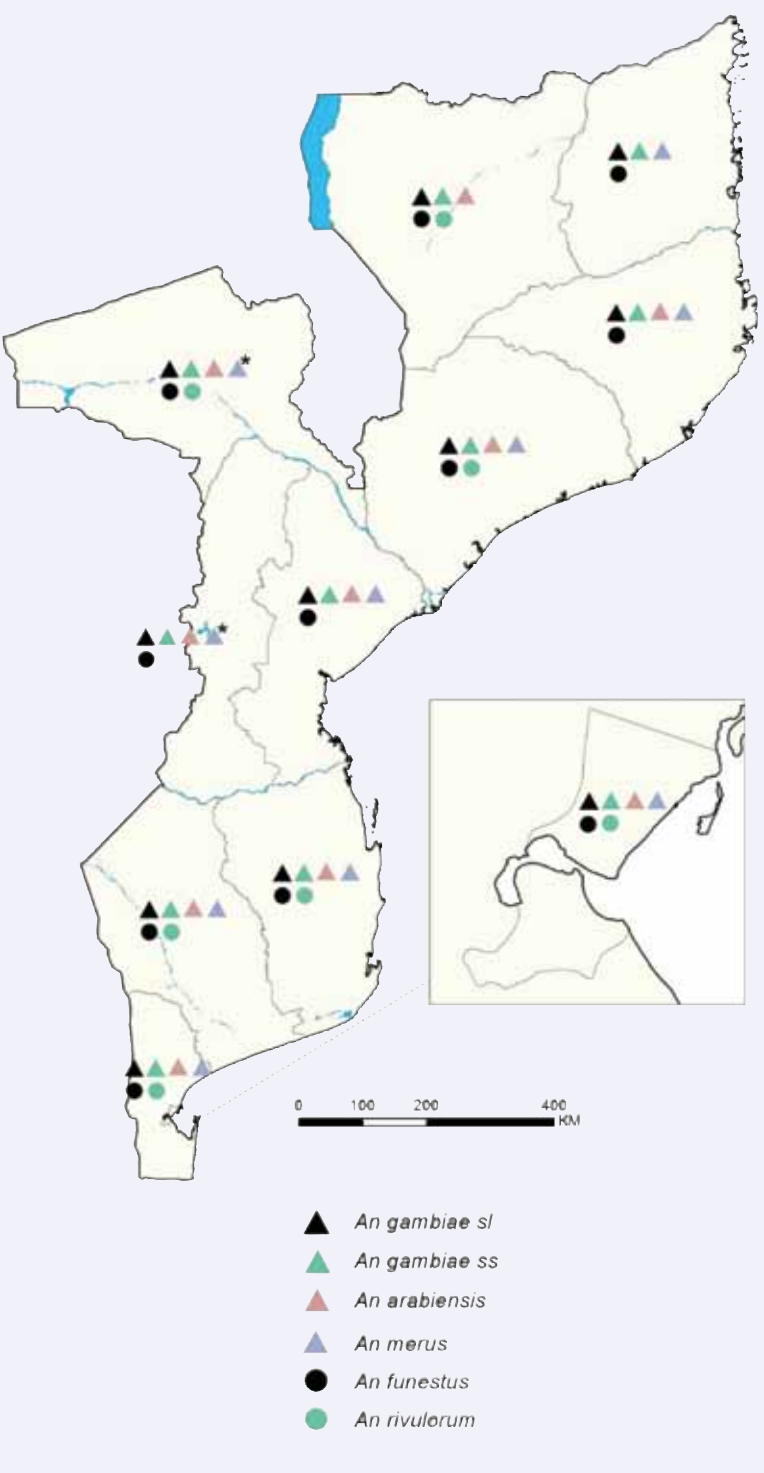 *
*
0 100 200 400
KM
An gambiae sl
An gambiae ss
An arabiensis
An merus
An funestus
An rivulorum